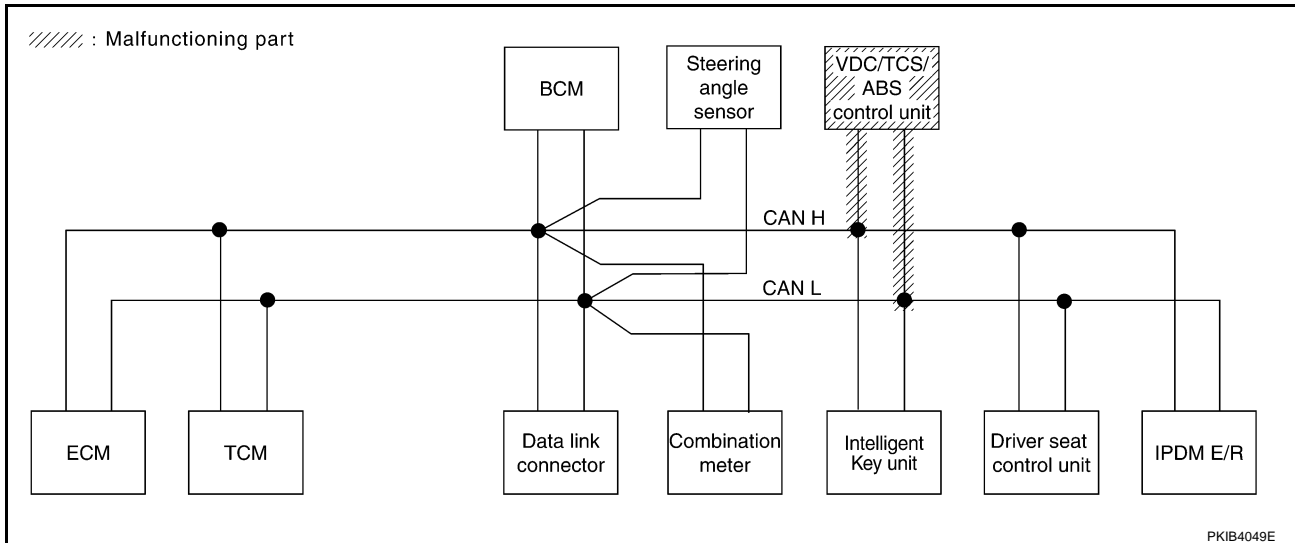 : Malfunctioning part
BCM
Steering
angle
sensor
VDC/TCS/
ABS
control unit
CAN H
CAN L
ECM
TCM
Data link
connector
Combination
meter
Intelligent
Key unit
Driver seat
control unit
IPDM E/R
PKIB4049E